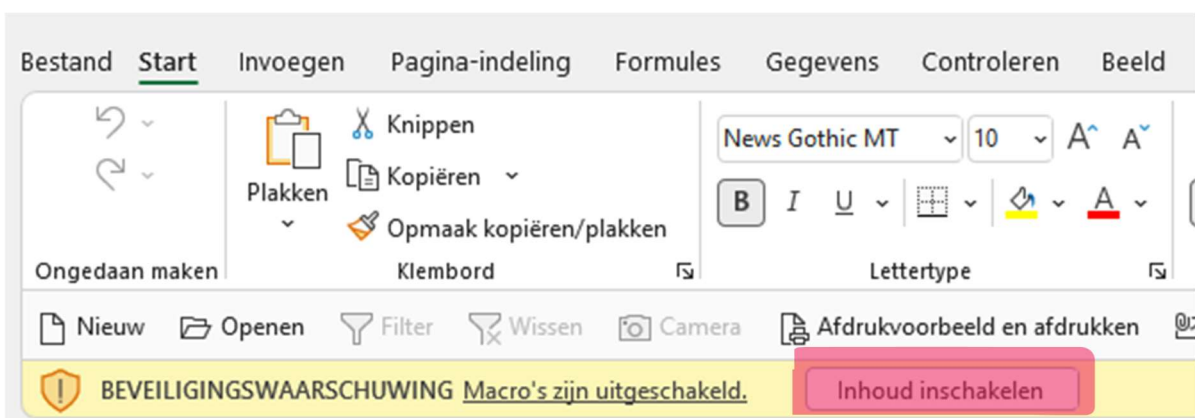 Bestand Start Invoegen Pagina-indeling Formules Gegevens Controleren Beeld
Knippen
News Gothic MT 10 A A
Plakken
Kopiëren
B I U A
Opmaak kopiëren/plakken
Ongedaan maken Klembord Lettertype
Nieuw Openen Filter Wissen Camera Afdrukvoorbeeld en afdrukken
BEVEILIGINGSWAARSCHUWING Macro's zijn uitgeschakeld. Inhoud inschakelen